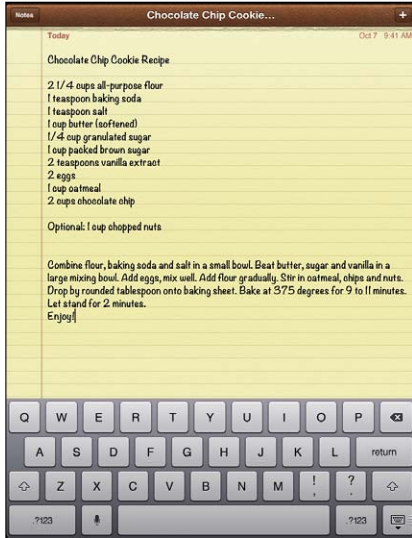 Notes
Chocolate Chip Cookie...
+
Today
Oct 7 9:41 AM
Chocolate Chip Cookie Recipe
2 1/4 cups all-purpose flour
1 teaspoon baking soda
1 teaspoon salt
1 cup butter (softened)
1/4 cup granulated sugar
1 cup packed brown sugar
2 teaspoons vanilla extract
2 eggs
1 cup oatmeal
2 cups chocolate chip
Optional: 1 cup chopped nuts
Combine flour, baking soda and salt in a small bowl. Beat butter, sugar and vanilla in a
large mixing bowl. Add eggs, mix well. Add flour gradually. Stir in oatmeal, chips and nuts.
Drop by rounded tablespoon onto baking sheet. Bake at 375 degrees for 9 to 11 minutes.
Let stand for 2 minutes.
Enjoy!
Q W E R T Y U I O P
A S D F G H J K L return
Z X C V B N M ! , ? .
.?123 .?123